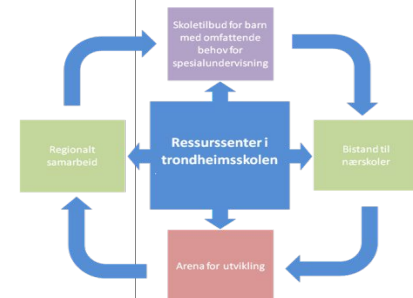 Skoletilbud for barn
med omfattende
behov for
spesialundervisning
Ressurssenter i
trondheimsskolen
Regionalt
samarbeid
Bistand til
nærskoler
Arena for utvikling